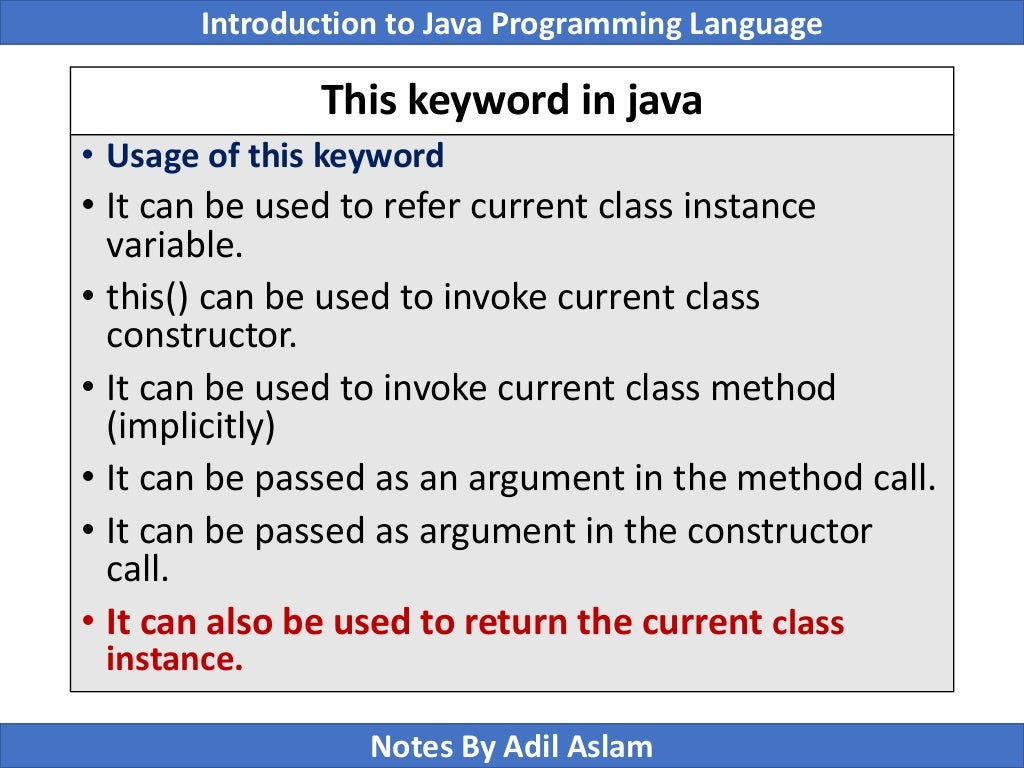 Introduction to Java Programming Language
This keyword in java
• Usage of this keyword
• It can be used to refer current class instance
variable.
• this() can be used to invoke current class
constructor.
• It can be used to invoke current class method
(implicitly)
• It can be passed as an argument in the method call.
• It can be passed as argument in the constructor
call.
• It can also be used to return the current class
instance.
Notes By Adil Aslam